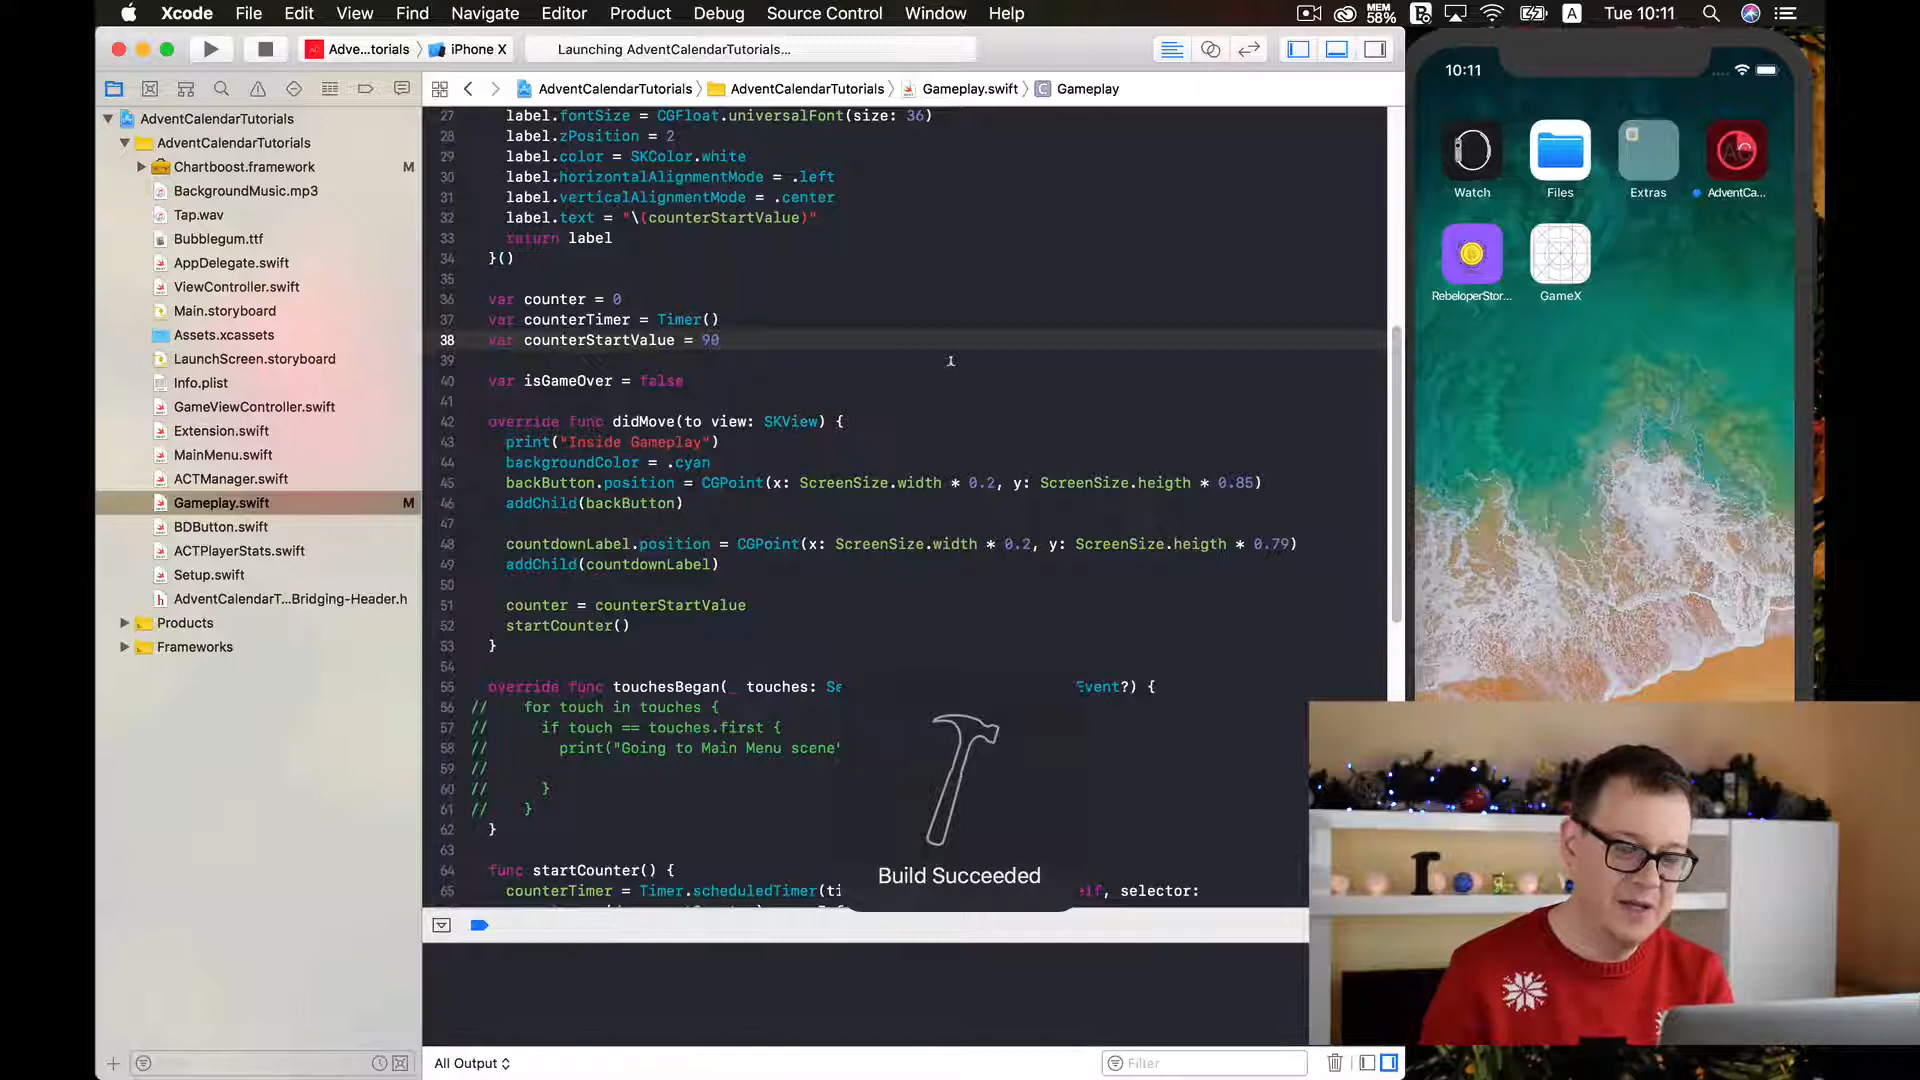 Xcode File Edit View Find Navigate Editor Product Debug Source Control Window Help
MEM 58% A Tue 10:11
Adve...torials iPhone X
Launching AdventCalendarTutorials...
AdventCalendarTutorials AdventCalendarTutorials Gameplay.swift C Gameplay
AdventCalendarTutorials
AdventCalendarTutorials
Chartboost.framework M
BackgroundMusic.mp3
Tap.wav
Bubblegum.ttf
AppDelegate.swift
ViewController.swift
Main.storyboard
Assets.xcassets
LaunchScreen.storyboard
Info.plist
GameViewController.swift
Extension.swift
MainMenu.swift
ACTManager.swift
Gameplay.swift M
BDButton.swift
ACTPlayerStats.swift
Setup.swift
h AdventCalendarT...Bridging-Header.h
Products
Frameworks
27 label.fontSize = CGFloat.universalFont(size: 36)
28 label.zPosition = 2
29 label.color = SKColor.white
30 label.horizontalAlignmentMode = .left
31 label.verticalAlignmentMode = .center
32 label.text = "\(counterStartValue)"
33 return label
34 }()
35
36 var counter = 0
37 var counterTimer = Timer()
38 var counterStartValue = 90
39
40 var isGameOver = false
41
42 override func didMove(to view: SKView) {
43 print("Inside Gameplay")
44 backgroundColor = .cyan
45 backButton.position = CGPoint(x: ScreenSize.width * 0.2, y: ScreenSize.heigth * 0.85)
46 addChild(backButton)
47
48 countdownLabel.position = CGPoint(x: ScreenSize.width * 0.2, y: ScreenSize.heigth * 0.79)
49 addChild(countdownLabel)
50
51 counter = counterStartValue
52 startCounter()
53 }
54
55 override func touchesBegan(_ touches: Se Event?) {
56 // for touch in touches {
57 // if touch == touches.first {
58 // print("Going to Main Menu scene"
59 //
60 // }
61 // }
62 }
63
64 func startCounter() {
65 counterTimer = Timer.scheduledTimer(ti elf, selector:
Build Succeeded
All Output
Filter
10:11
Watch Files Extras AdventCa...
RebeloperStor... GameX
r